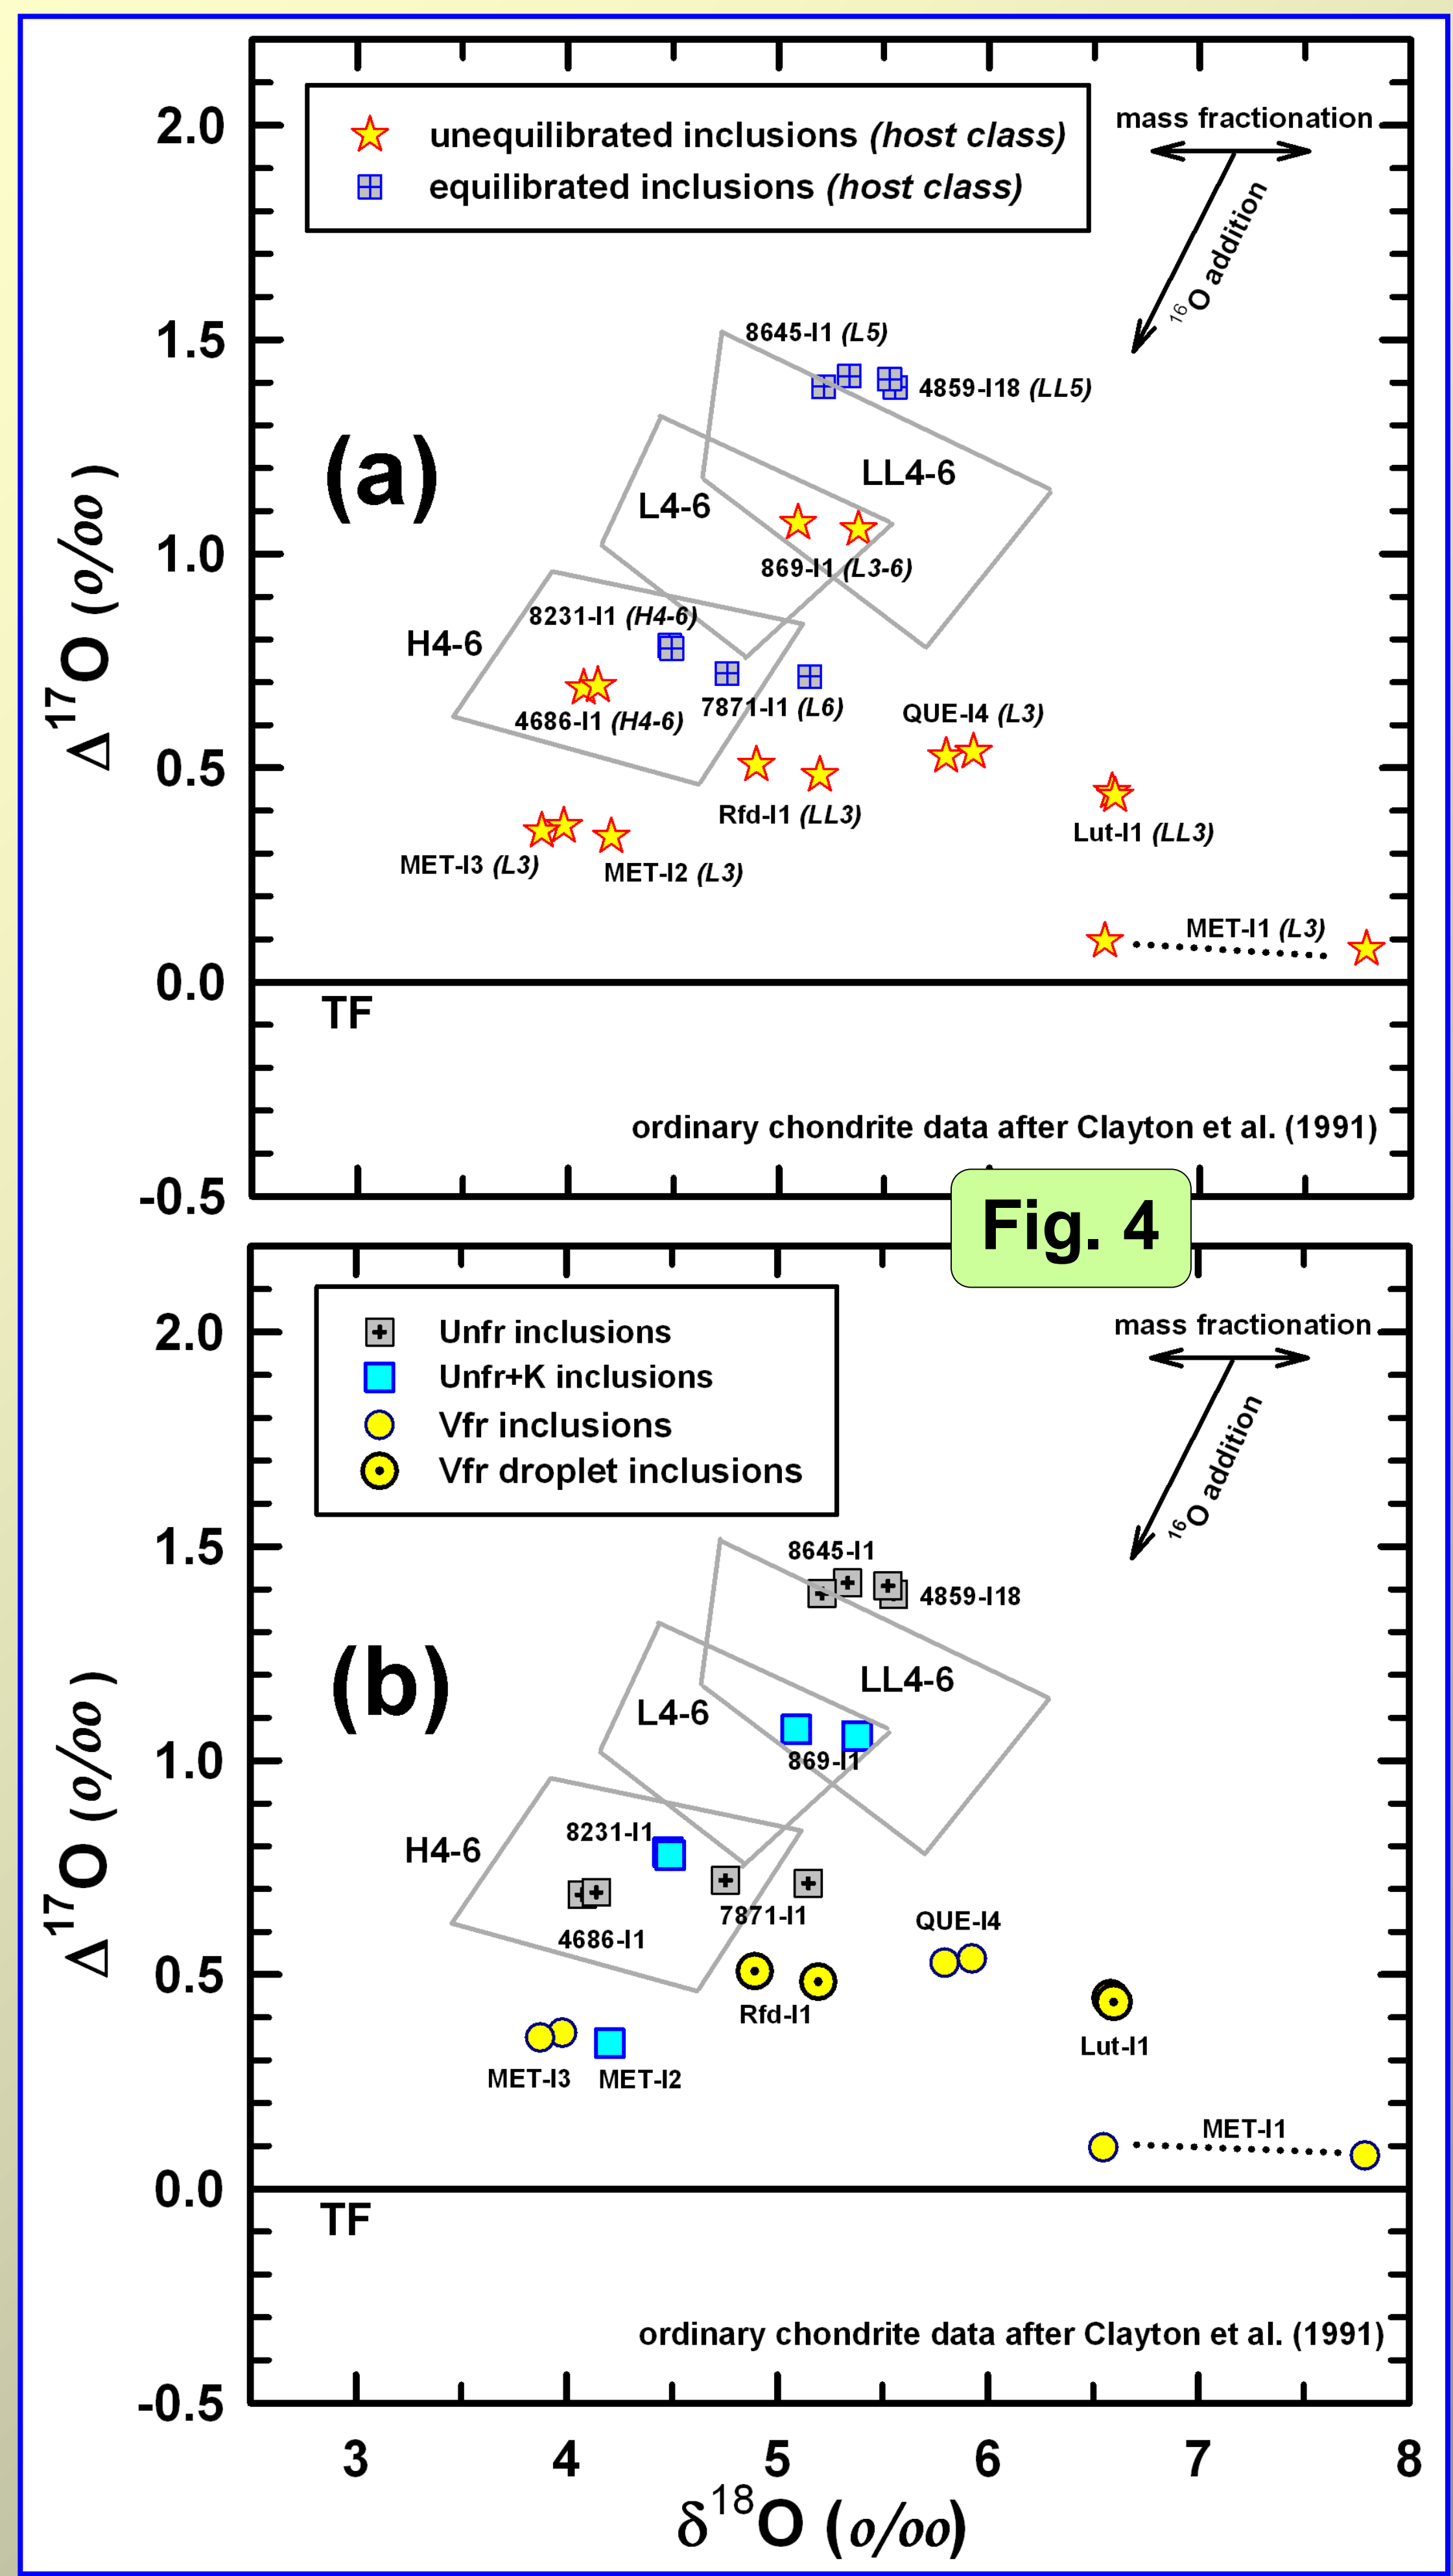 2.0
1.5
1.0
0.5
0.0
-0.5
Δ¹⁷O (o/oo)
unequilibrated inclusions (host class)
equilibrated inclusions (host class)
mass fractionation
¹⁶O addition
8645-I1 (L5)
4859-I18 (LL5)
(a)
LL4-6
L4-6
869-I1 (L3-6)
8231-I1 (H4-6)
H4-6
4686-I1 (H4-6)
7871-I1 (L6)
QUE-I4 (L3)
Rfd-I1 (LL3)
Lut-I1 (LL3)
MET-I3 (L3)
MET-I2 (L3)
MET-I1 (L3)
TF
ordinary chondrite data after Clayton et al. (1991)
Fig. 4
2.0
1.5
1.0
0.5
0.0
-0.5
Δ¹⁷O (o/oo)
Unfr inclusions
Unfr+K inclusions
Vfr inclusions
Vfr droplet inclusions
mass fractionation
¹⁶O addition
8645-I1
4859-I18
(b)
LL4-6
L4-6
869-I1
8231-I1
H4-6
7871-I1
4686-I1
QUE-I4
Rfd-I1
Lut-I1
MET-I3
MET-I2
MET-I1
TF
ordinary chondrite data after Clayton et al. (1991)
3 4 5 6 7 8
δ¹⁸O (o/oo)